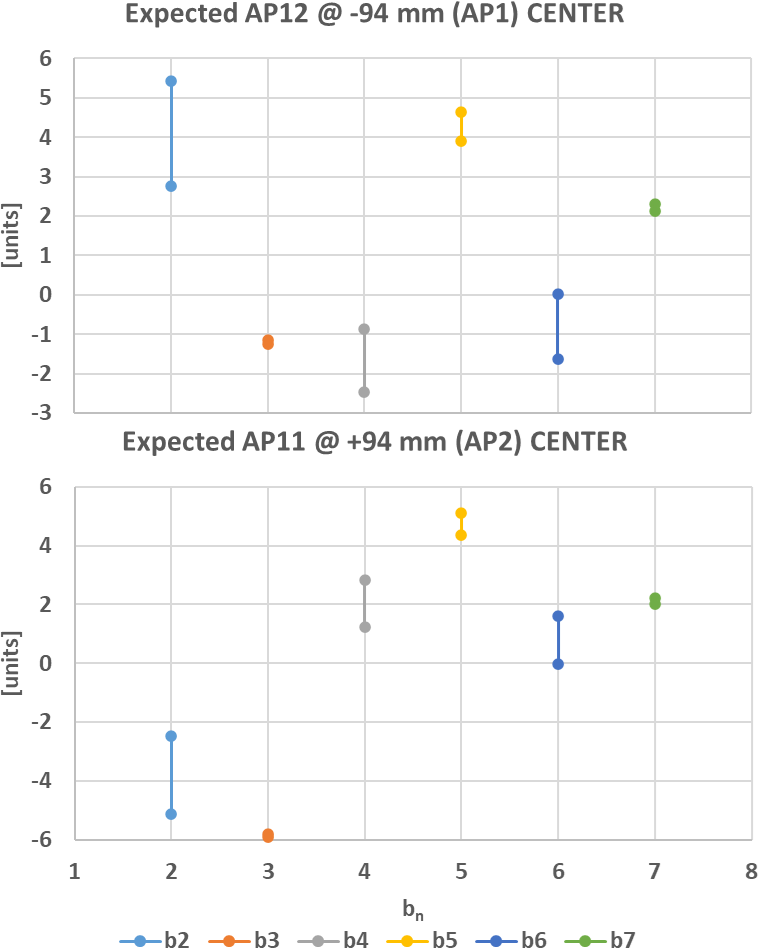 Expected AP12 @ -94 mm (AP1) CENTER
6
5
4
3
2
1
0
-1
-2
-3
[units]
Expected AP11 @ +94 mm (AP2) CENTER
6
4
2
0
-2
-4
-6
[units]
1 2 3 4 5 6 7 8
bn
b2 b3 b4 b5 b6 b7